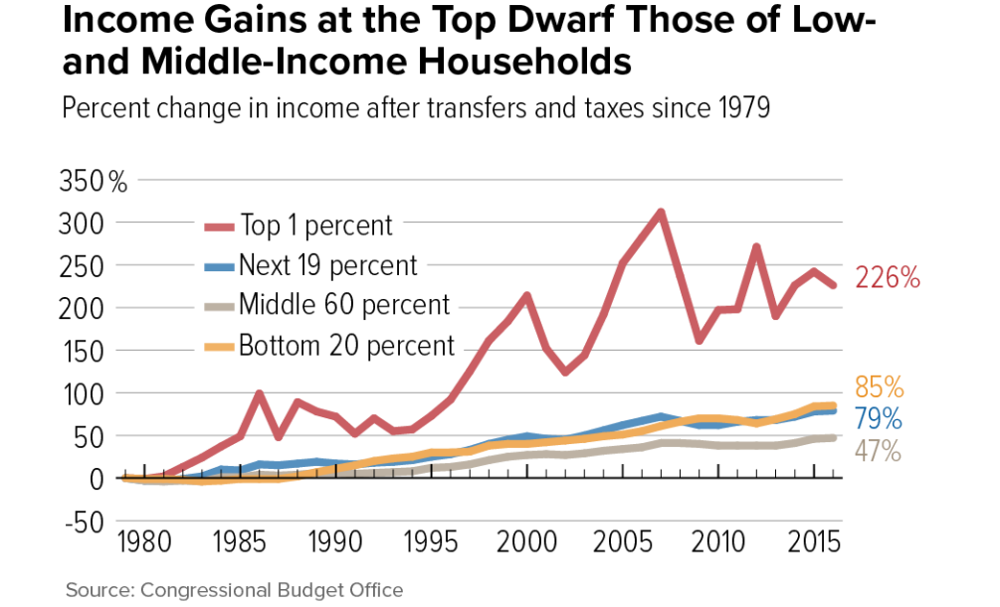 Income Gains at the Top Dwarf Those of Low-
and Middle-Income Households
Percent change in income after transfers and taxes since 1979
350%
300
250
200
150
100
50
0
-50
Top 1 percent
Next 19 percent
Middle 60 percent
Bottom 20 percent
226%
85%
79%
47%
1980 1985 1990 1995 2000 2005 2010 2015
Source: Congressional Budget Office